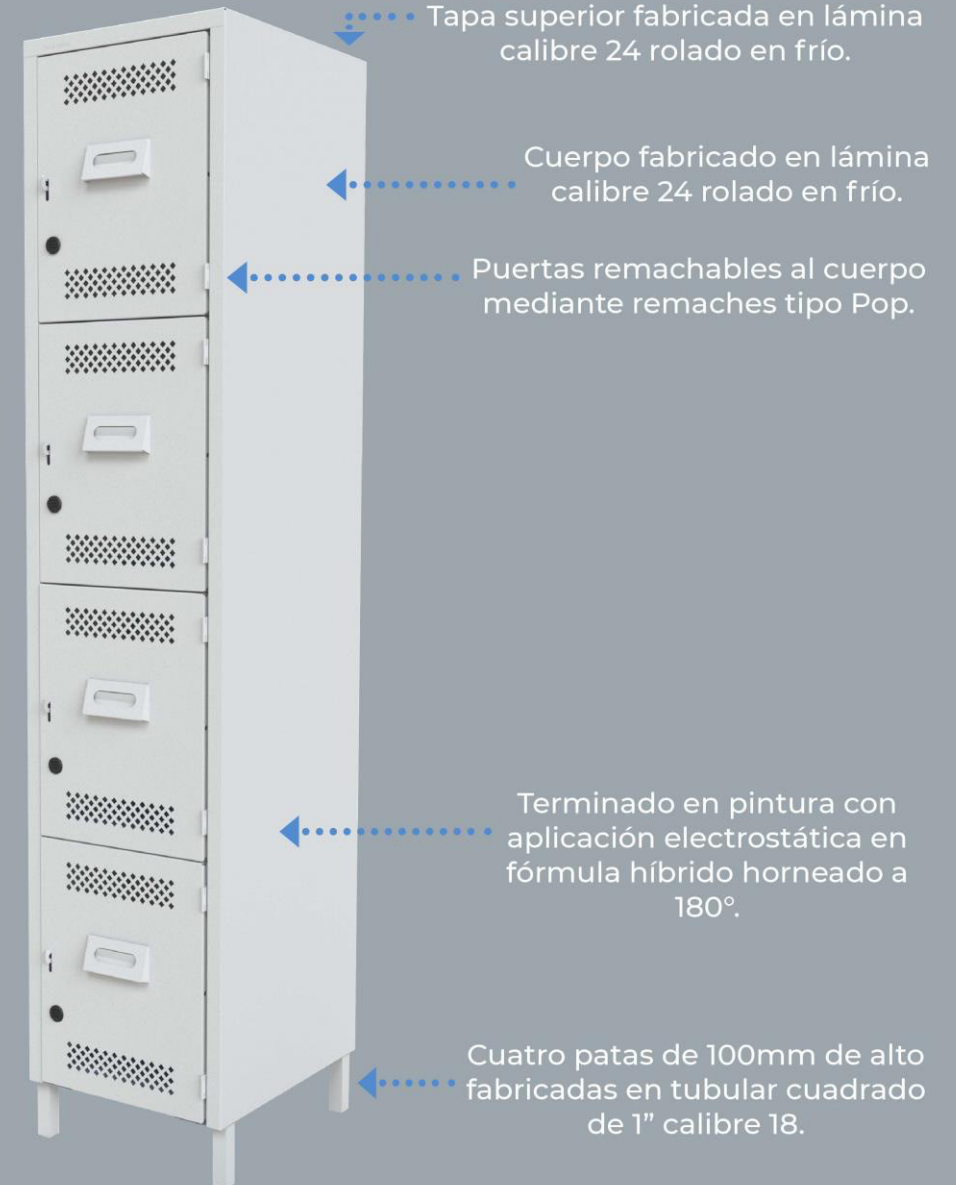 Tapa superior fabricada en lámina
calibre 24 rolado en frío.
Cuerpo fabricado en lámina
calibre 24 rolado en frío.
Puertas remachables al cuerpo
mediante remaches tipo Pop.
Terminado en pintura con
aplicación electrostática en
fórmula híbrido horneado a
180°.
Cuatro patas de 100mm de alto
fabricadas en tubular cuadrado
de 1” calibre 18.